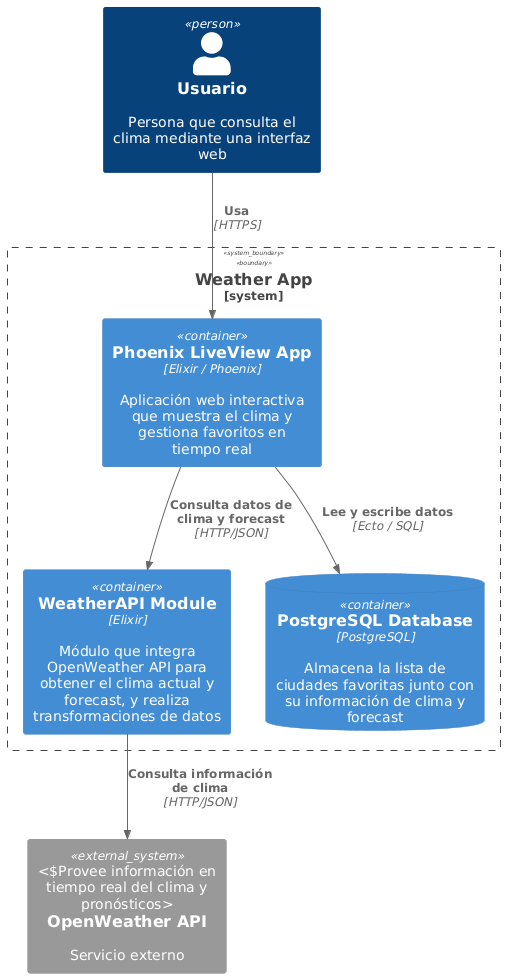 «person»
Usuario
Persona que consulta el
clima mediante una interfaz
web
Usa
[HTTPS]
«system_boundary»
«boundary»
Weather App
[system]
«container»
Phoenix LiveView App
[Elixir / Phoenix]
Aplicación web interactiva
que muestra el clima y
gestiona favoritos en
tiempo real
Consulta datos de
clima y forecast
[HTTP/JSON]
Lee y escribe datos
[Ecto / SQL]
«container»
WeatherAPI Module
[Elixir]
Módulo que integra
OpenWeather API para
obtener el clima actual y
forecast, y realiza
transformaciones de datos
«container»
PostgreSQL Database
[PostgreSQL]
Almacena la lista de
ciudades favoritas junto con
su información de clima y
forecast
Consulta información
de clima
[HTTP/JSON]
«external_system»
<$Provee información en
tiempo real del clima y
pronósticos>
OpenWeather API
Servicio externo